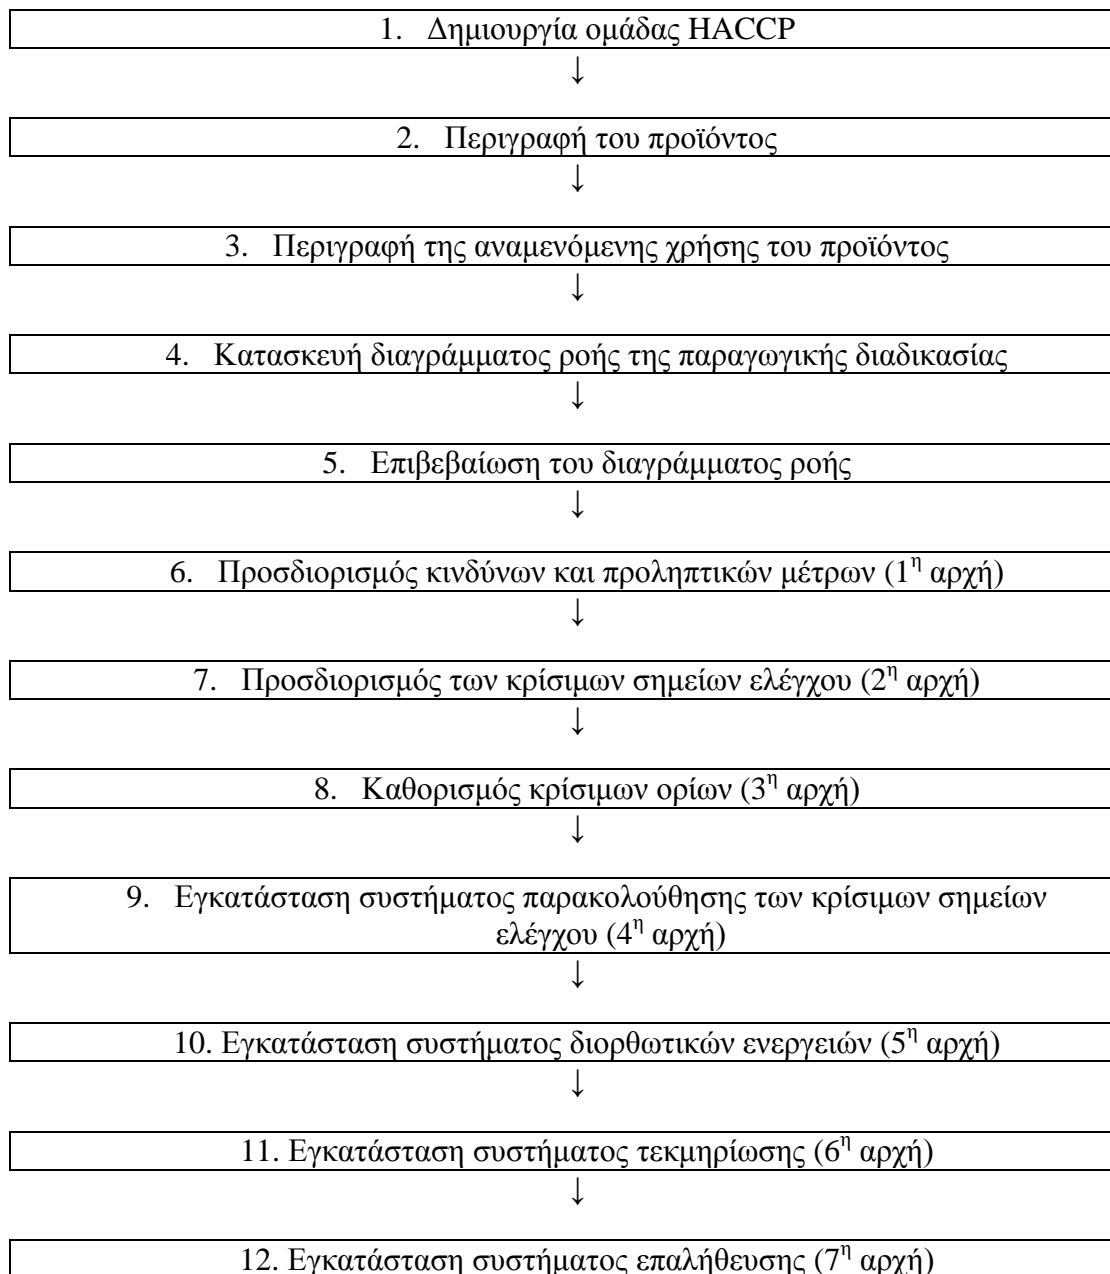 1. Δημιουργία ομάδας HACCP
↓
2. Περιγραφή του προϊόντος
↓
3. Περιγραφή της αναμενόμενης χρήσης του προϊόντος
↓
4. Κατασκευή διαγράμματος ροής της παραγωγικής διαδικασίας
↓
5. Επιβεβαίωση του διαγράμματος ροής
↓
6. Προσδιορισμός κινδύνων και προληπτικών μέτρων (1η αρχή)
↓
7. Προσδιορισμός των κρίσιμων σημείων ελέγχου (2η αρχή)
↓
8. Καθορισμός κρίσιμων ορίων (3η αρχή)
↓
9. Εγκατάσταση συστήματος παρακολούθησης των κρίσιμων σημείων
ελέγχου (4η αρχή)
↓
10. Εγκατάσταση συστήματος διορθωτικών ενεργειών (5η αρχή)
↓
11. Εγκατάσταση συστήματος τεκμηρίωσης (6η αρχή)
↓
12. Εγκατάσταση συστήματος επαλήθευσης (7η αρχή)